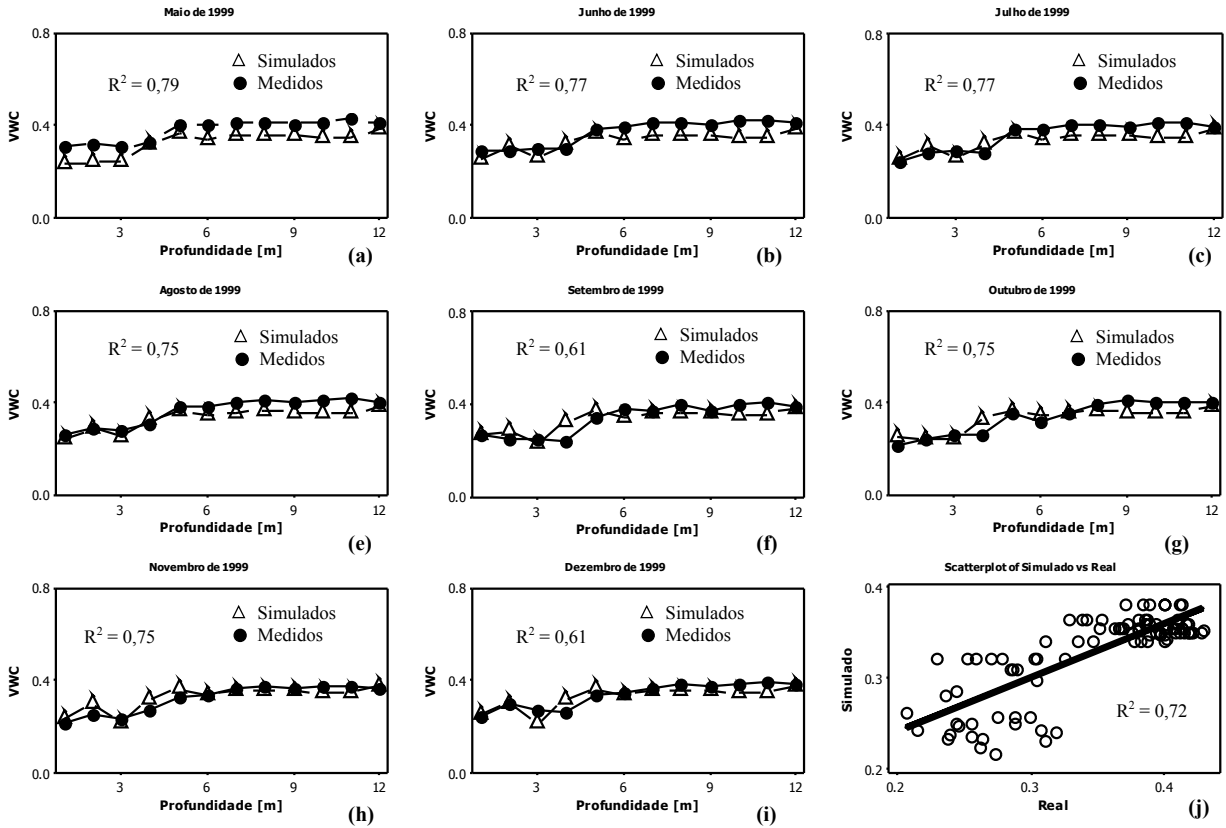 Maio de 1999
0.8
Simulados
Medidos
R² = 0,79
VWC
0.4
0.0
3
6
9
12
Profundidade [m]
(a)
Junho de 1999
0.8
Simulados
Medidos
R² = 0,77
VWC
0.4
0.0
3
6
9
12
Profundidade [m]
(b)
Julho de 1999
0.8
Simulados
Medidos
R² = 0,77
VWC
0.4
0.0
3
6
9
12
Profundidade [m]
(c)
Agosto de 1999
0.8
Simulados
Medidos
R² = 0,75
VWC
0.4
0.0
3
6
9
12
Profundidade [m]
(e)
Setembro de 1999
0.8
Simulados
Medidos
R² = 0,61
VWC
0.4
0.0
3
6
9
12
Profundidade [m]
(f)
Outubro de 1999
0.8
Simulados
Medidos
R² = 0,75
VWC
0.4
0.0
3
6
9
12
Profundidade [m]
(g)
Novembro de 1999
0.8
Simulados
Medidos
R² = 0,75
VWC
0.4
0.0
3
6
9
12
Profundidade [m]
(h)
Dezembro de 1999
0.8
Simulados
Medidos
R² = 0,61
VWC
0.4
0.0
3
6
9
12
Profundidade [m]
(i)
Scatterplot of Simulado vs Real
0.4
Simulado
0.3
R² = 0,72
0.2
0.2
0.3
0.4
Real
(j)